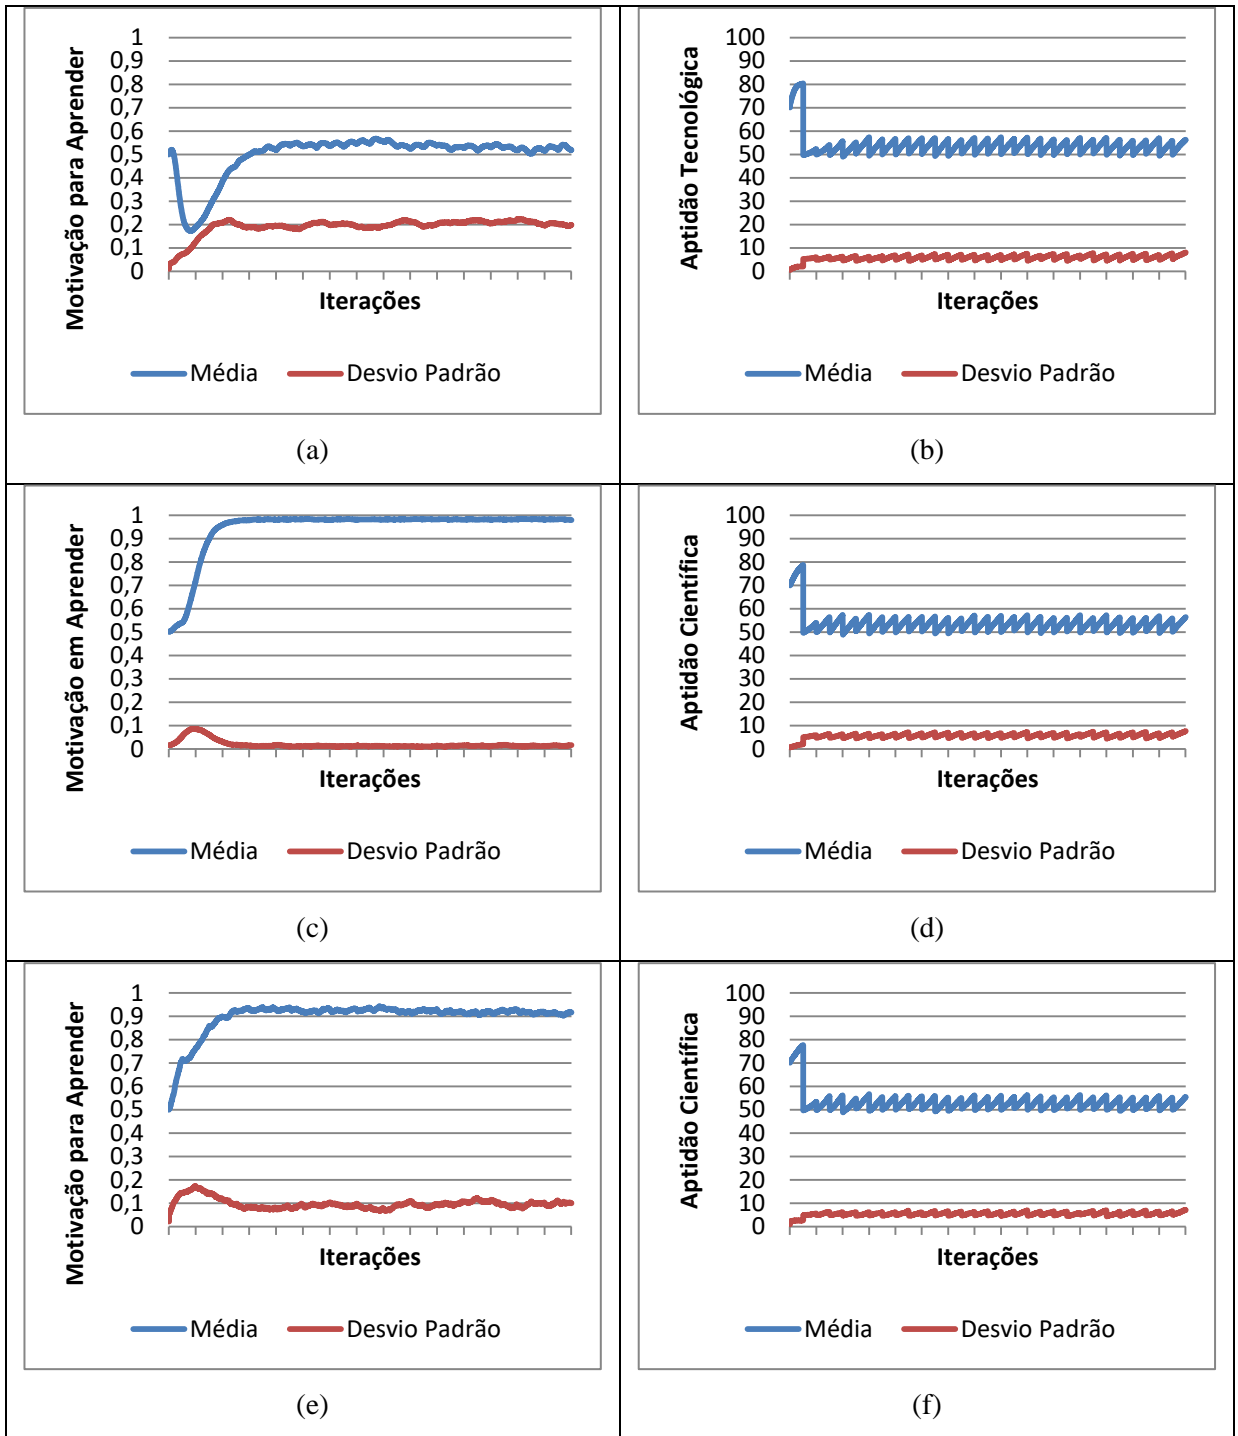 1
0,9
0,8
0,7
0,6
0,5
0,4
0,3
0,2
0,1
0
Motivação para Aprender
Iterações
Média Desvio Padrão
(a)
100
90
80
70
60
50
40
30
20
10
0
Aptidão Tecnológica
Iterações
Média Desvio Padrão
(b)
1
0,9
0,8
0,7
0,6
0,5
0,4
0,3
0,2
0,1
0
Motivação em Aprender
Iterações
Média Desvio Padrão
(c)
100
90
80
70
60
50
40
30
20
10
0
Aptidão Científica
Iterações
Média Desvio Padrão
(d)
1
0,9
0,8
0,7
0,6
0,5
0,4
0,3
0,2
0,1
0
Motivação para Aprender
Iterações
Média Desvio Padrão
(e)
100
90
80
70
60
50
40
30
20
10
0
Aptidão Científica
Iterações
Média Desvio Padrão
(f)